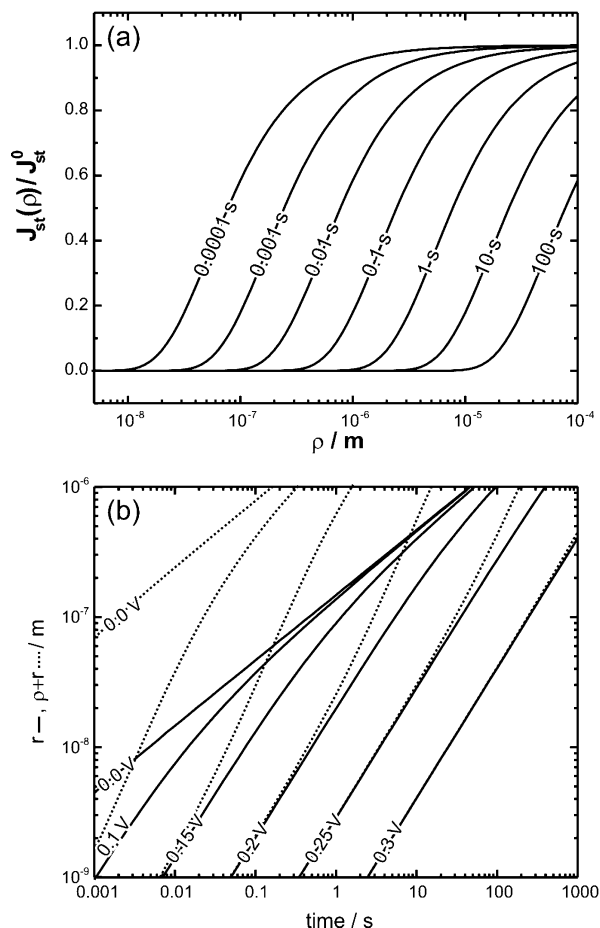 (a)
1.0
0.8
0.6
0.4
0.2
0.0
J_st(ρ)/J_st^0
0.0001 s
0.001 s
0.01 s
0.1 s
1 s
10 s
100 s
10^-8
10^-7
10^-6
10^-5
10^-4
ρ / m
(b)
10^-6
10^-7
10^-8
10^-9
r —, ρ+r ···· / m
0.0 V
0.0 V
0.1 V
0.15 V
0.2 V
0.25 V
0.3 V
0.001
0.01
0.1
1
10
100
1000
time / s